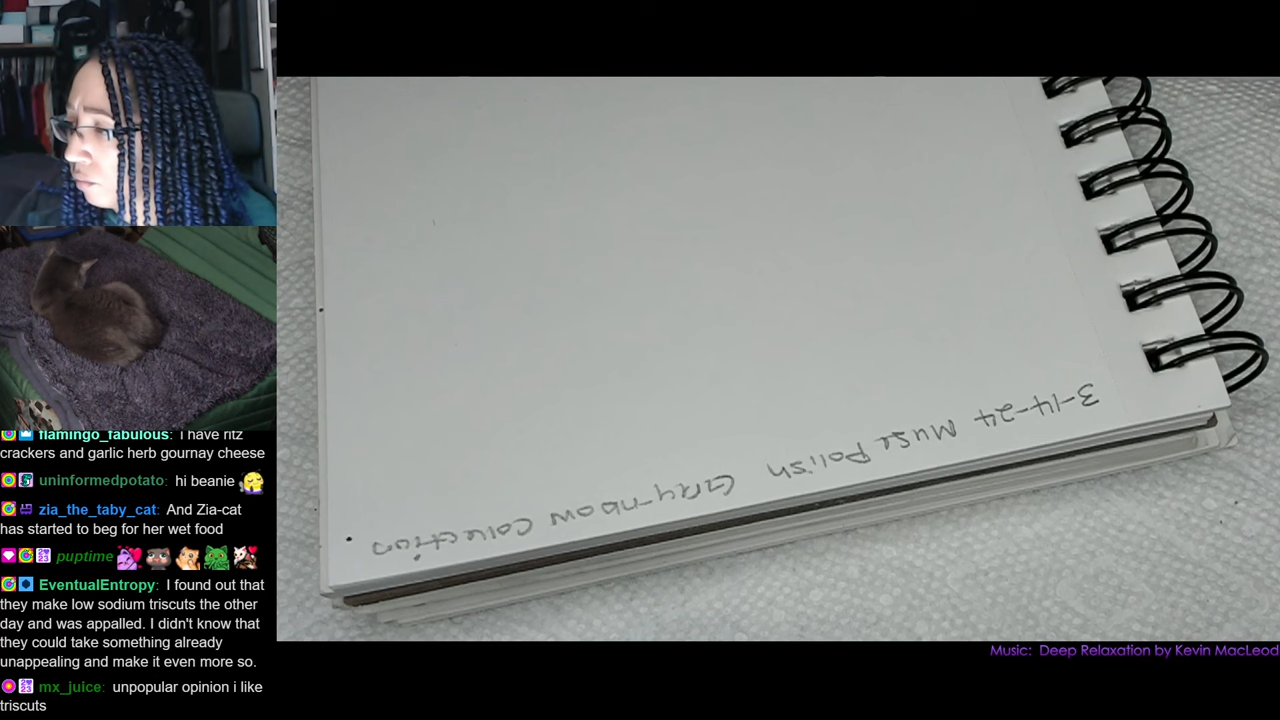 flamingo_fabulous: i have ritz
crackers and garlic herb gournay cheese
uninformedpotato: hi beanie
zia_the_taby_cat: And Zia-cat
has started to beg for her wet food
puptime
EventualEntropy: I found out that
they make low sodium triscuts the other
day and was appalled. I didn't know that
they could take something already
unappealing and make it even more so.
mx_juice: unpopular opinion i like
triscuts
3-14-24 Muse Polish Gray-nbow Collection
Music: Deep Relaxation by Kevin MacLeod